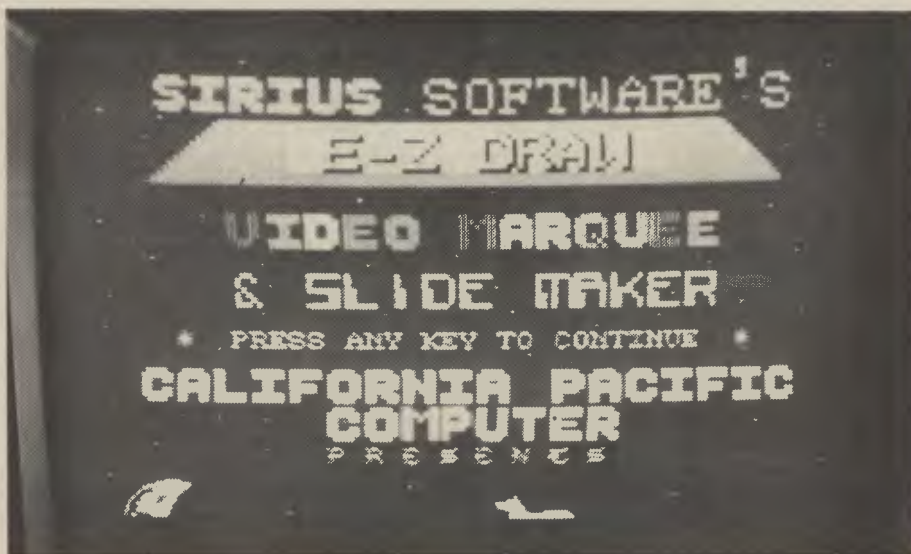 SIRIUS SOFTWARE'S
E-Z DRAW
VIDEO MARQUEE
& SLIDE MAKER
* PRESS ANY KEY TO CONTINUE *
CALIFORNIA PACIFIC
COMPUTER
PRESENTS